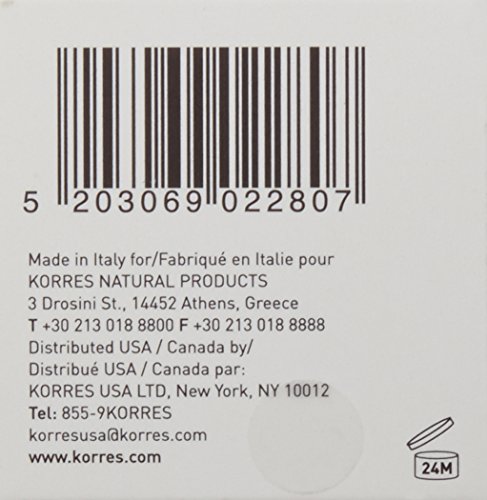 5 203069 022807
Made in Italy for/Fabriqué en Italie pour
KORRES NATURAL PRODUCTS
3 Drosini St., 14452 Athens, Greece
T +30 213 018 8800 F +30 213 018 8888
Distributed USA / Canada by/
Distribué USA / Canada par:
KORRES USA LTD, New York, NY 10012
Tel: 855-9KORRES
korresusa@korres.com
www.korres.com
24M